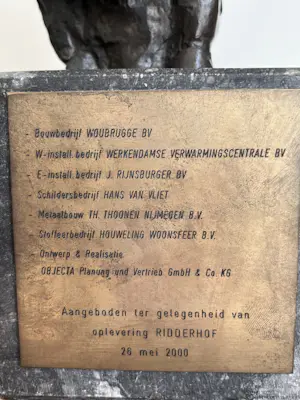 - Bouwbedrijf WOUBRUGGE BV
- W-install.bedrijf WERKENDAMSE VERWARMINGSCENTRALE BV
- E-install.bedrijf J. RIJNSBURGER BV
- Schildersbedrijf HANS VAN VLIET
- Metaalbouw TH. THOONEN NIJMEGEN B.V.
- Stoffeerbedrijf HOUWELING WOONSFEER B.V.
- Ontwerp & Realisatie
OBJECTA Planung und Vertrieb GmbH & Co. KG
Aangeboden ter gelegenheid van
oplevering RIDDERHOF
26 mei 2000